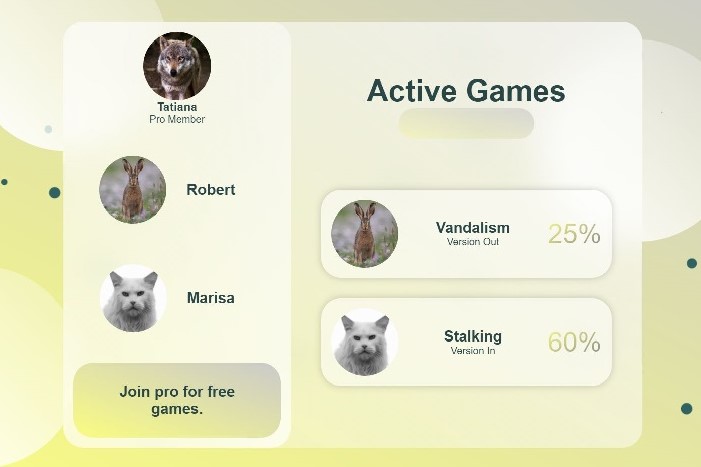 Tatiana
Pro Member
Robert
Marisa
Join pro for free
games.
Active Games
Vandalism
Version Out
25%
Stalking
Version In
60%